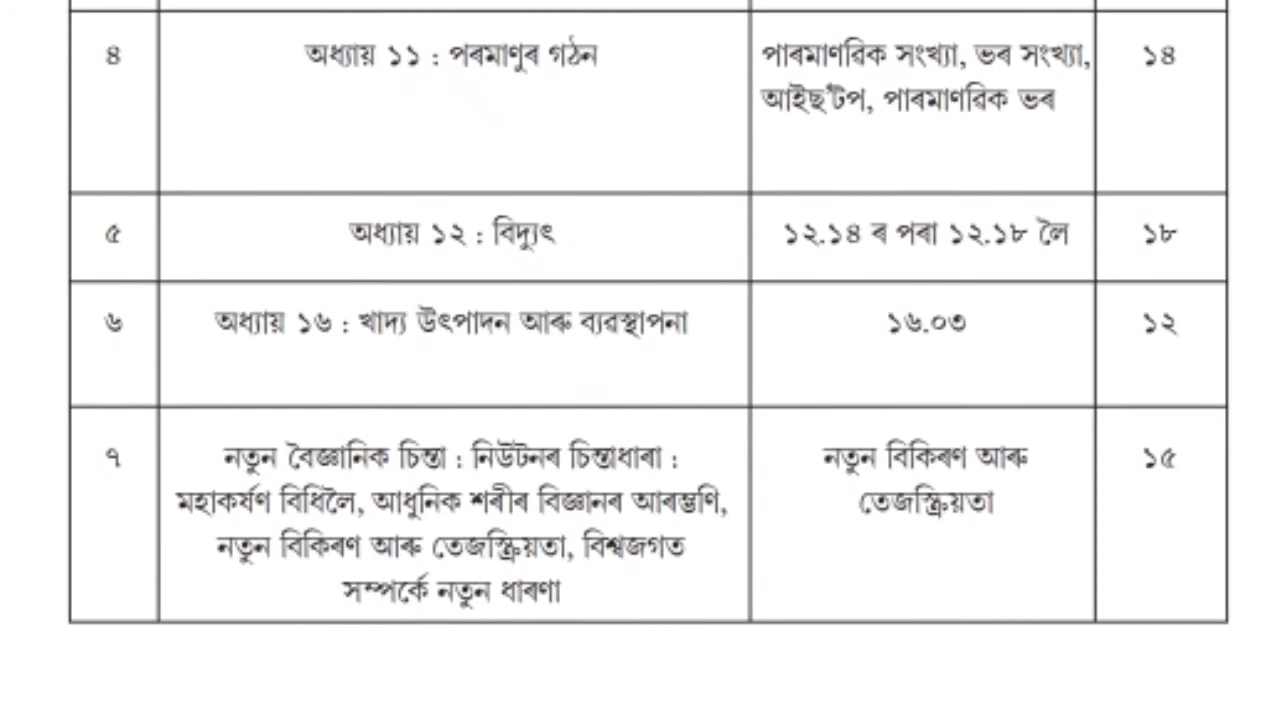 ৪ অধ্যায় ১১ : পৰমাণুৰ গঠন পাৰমাণৱিক সংখ্যা, ভৰ সংখ্যা, ১৪
আইছ'টপ, পাৰমাণৱিক ভৰ
৫ অধ্যায় ১২ : বিদ্যুৎ ১২.১৪ ৰ পৰা ১২.১৮ লৈ ১৮
৬ অধ্যায় ১৬ : খাদ্য উৎপাদন আৰু ব্যৱস্থাপনা ১৬.০৩ ১২
৭ নতুন বৈজ্ঞানিক চিন্তা : নিউটনৰ চিন্তাধাৰা : নতুন বিকিৰণ আৰু ১৫
মহাকৰ্ষণ বিধিলৈ, আধুনিক শৰীৰ বিজ্ঞানৰ আৰম্ভণি, তেজস্ক্ৰিয়তা
নতুন বিকিৰণ আৰু তেজস্ক্ৰিয়তা, বিশ্বজগত
সম্পৰ্কে নতুন ধাৰণা